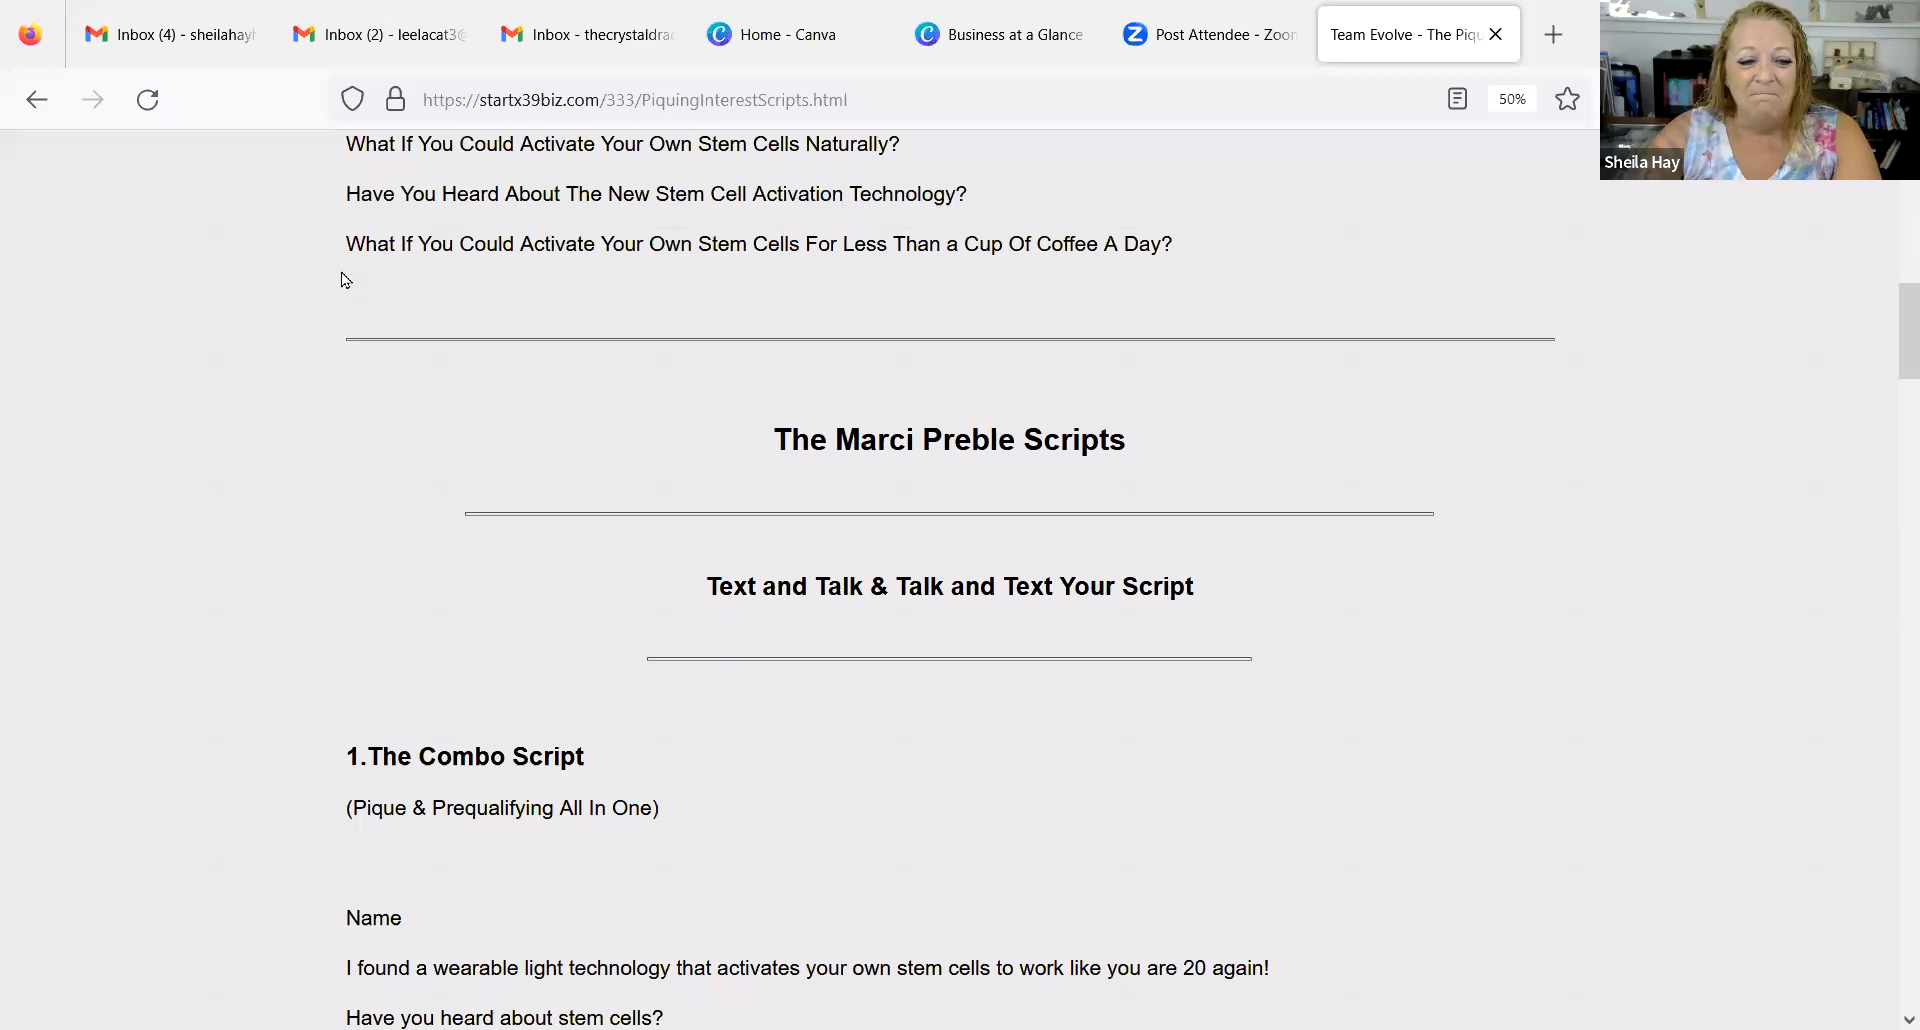 Inbox (4) - sheilahayh
Inbox (2) - leelacat3@
Inbox - thecrystaldra
Home - Canva
Business at a Glance
Post Attendee - Zoom
Team Evolve - The Piqu
https://startx39biz.com/333/PiquingInterestScripts.html
50%
Sheila Hay
What If You Could Activate Your Own Stem Cells Naturally?
Have You Heard About The New Stem Cell Activation Technology?
What If You Could Activate Your Own Stem Cells For Less Than a Cup Of Coffee A Day?
The Marci Preble Scripts
Text and Talk & Talk and Text Your Script
1.The Combo Script
(Pique & Prequalifying All In One)
Name
I found a wearable light technology that activates your own stem cells to work like you are 20 again!
Have you heard about stem cells?